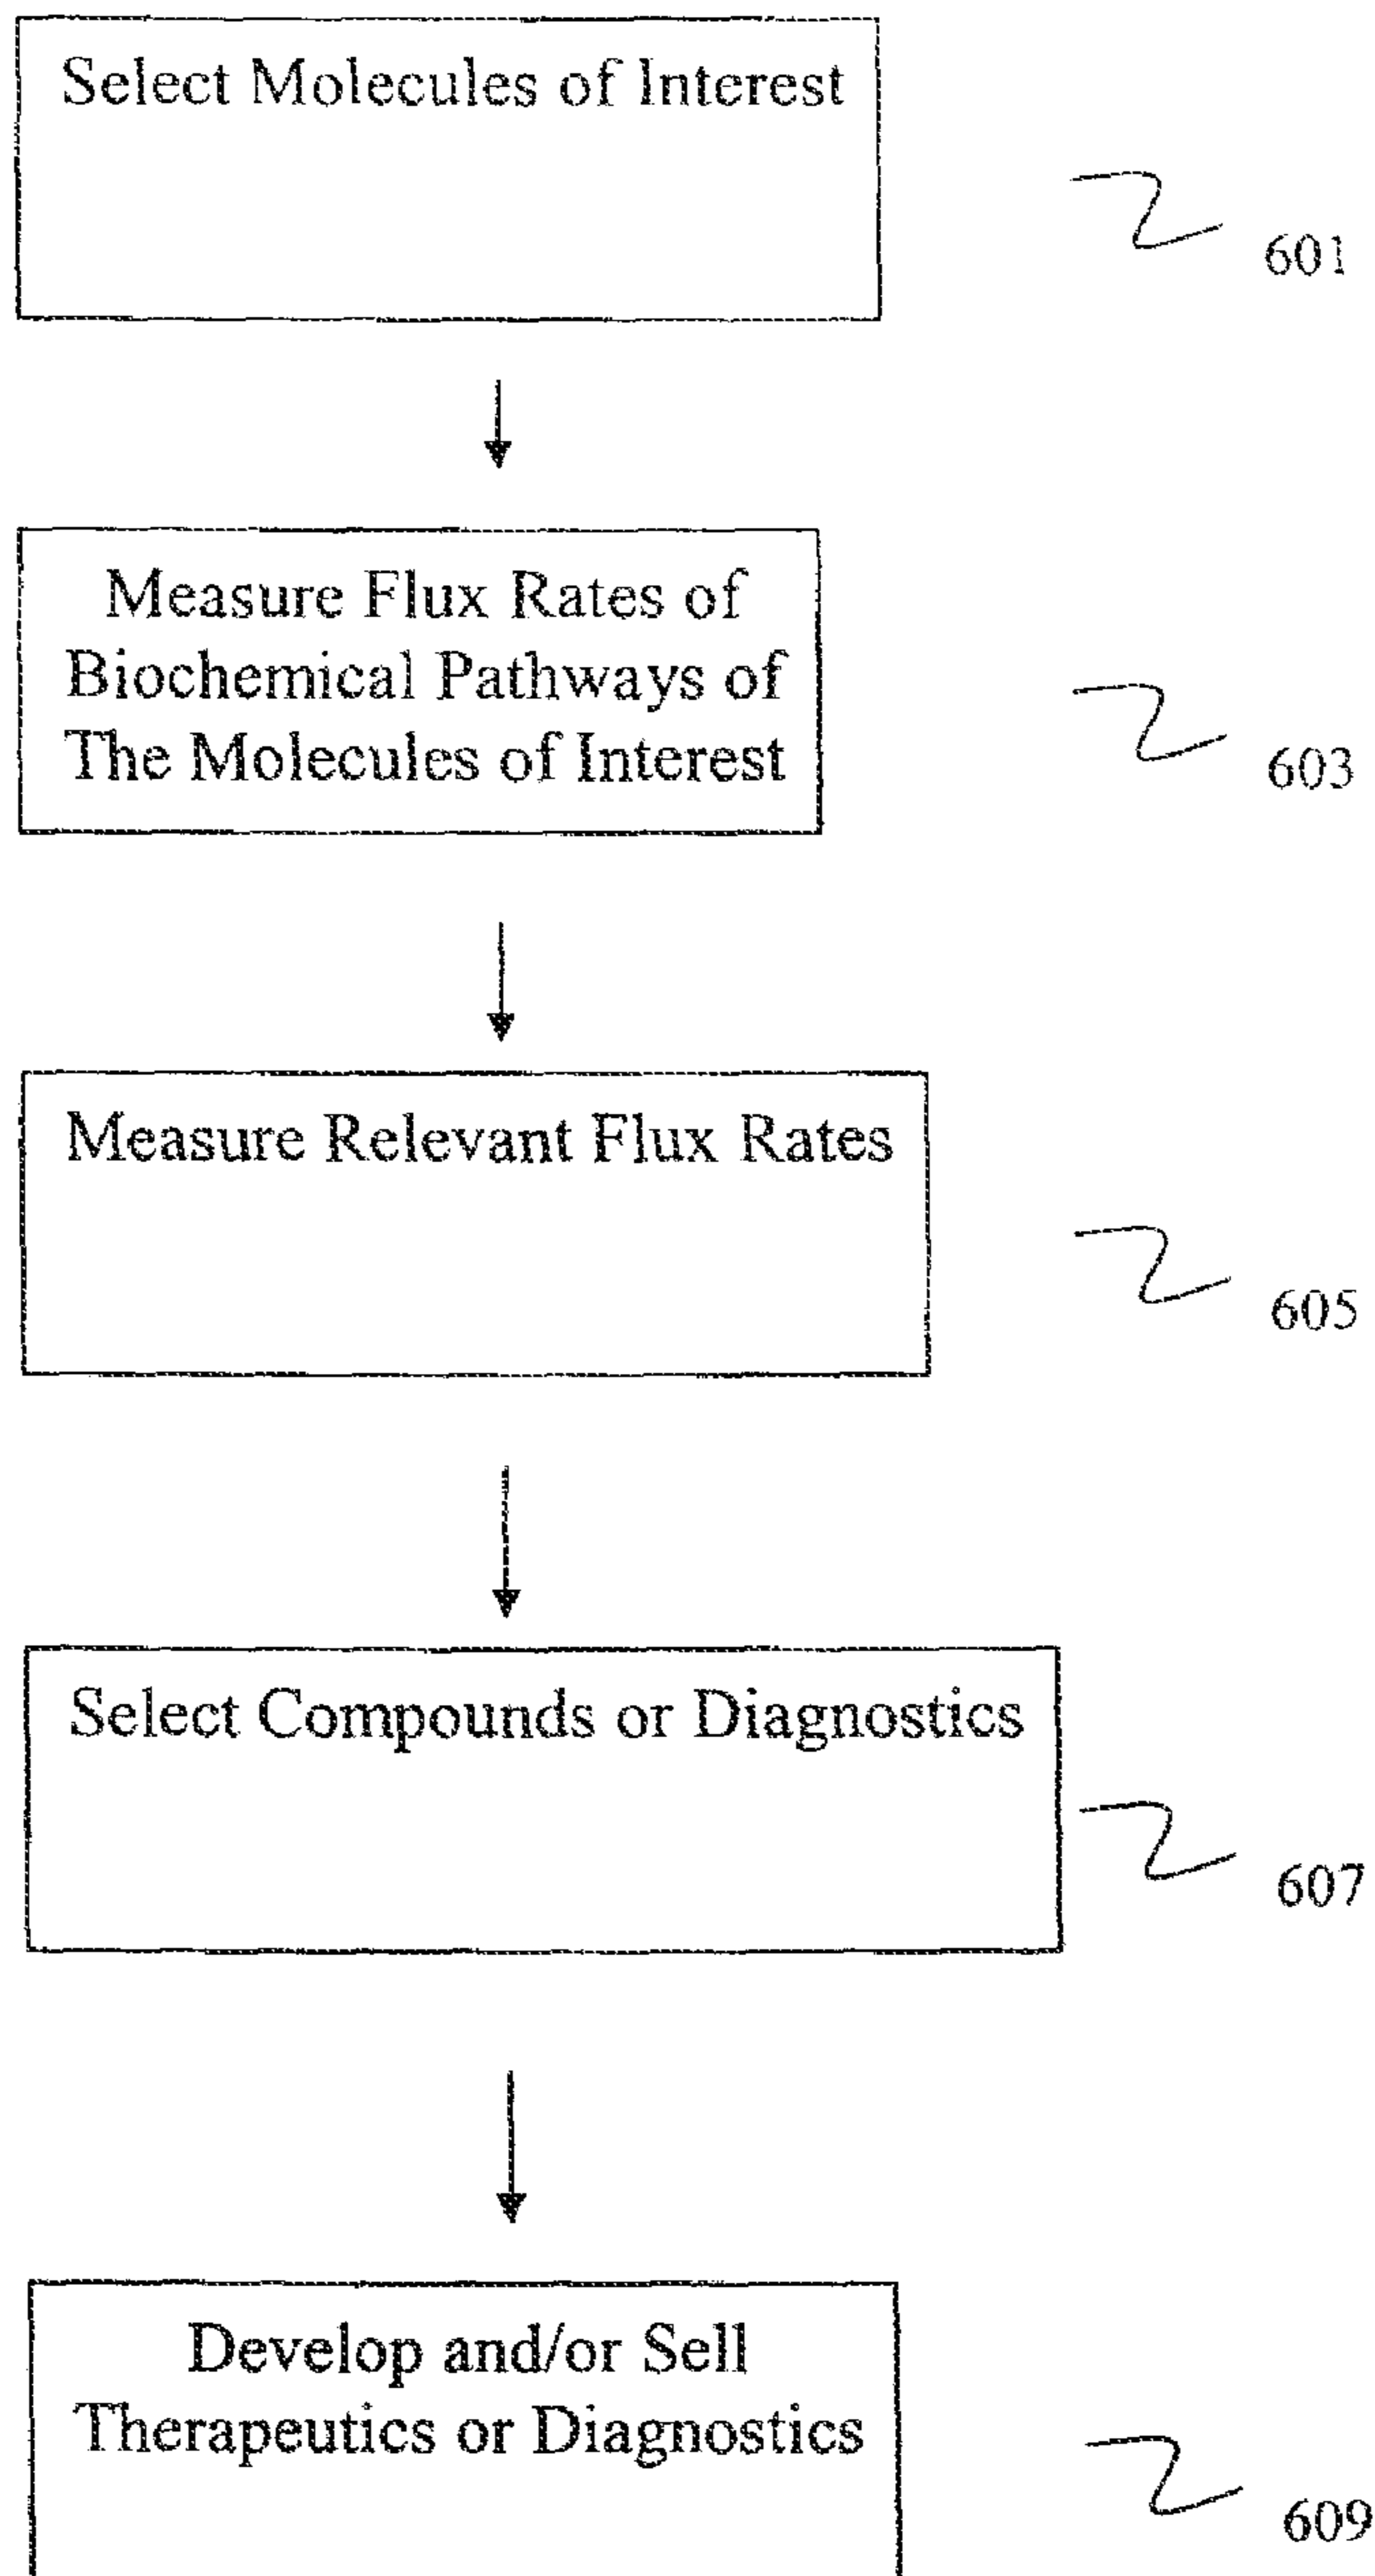 Select Molecules of Interest
601
Measure Flux Rates of
Biochemical Pathways of
The Molecules of Interest
603
Measure Relevant Flux Rates
605
Select Compounds or Diagnostics
607
Develop and/or Sell
Therapeutics or Diagnostics
609